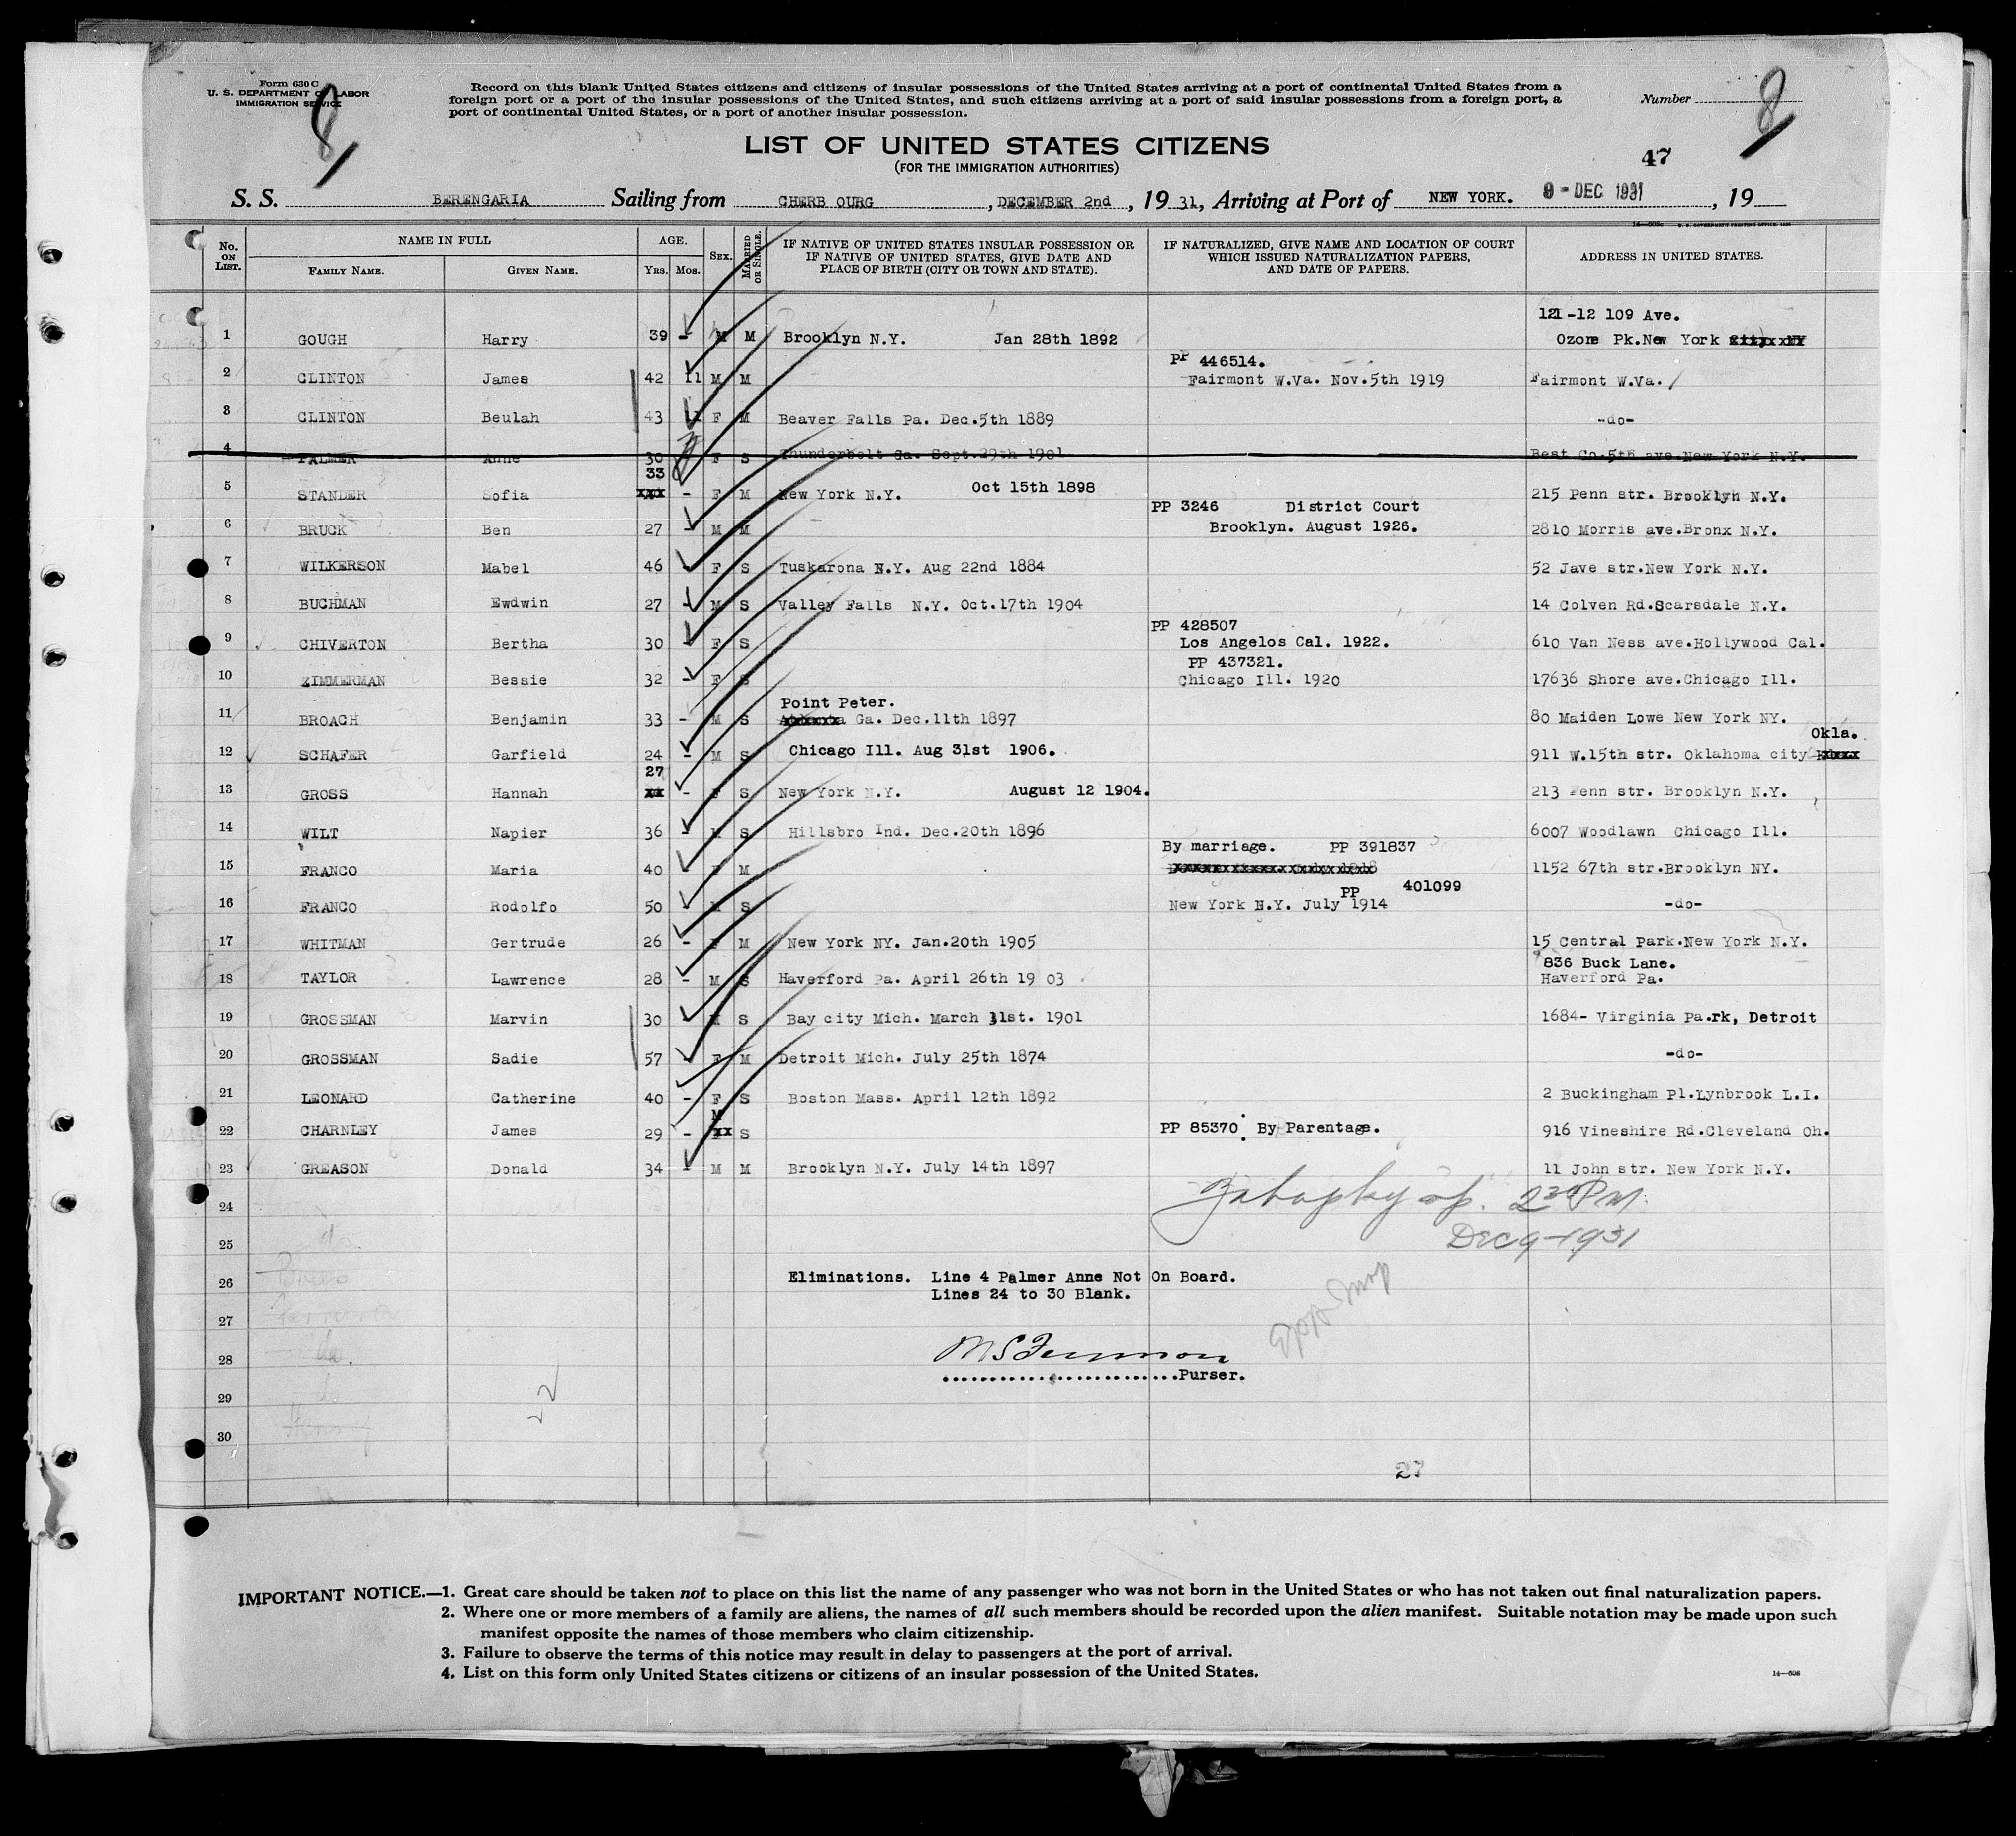 Form 630 C
U. S. DEPARTMENT OF LABOR
IMMIGRATION SERVICE
8
Record on this blank United States citizens and citizens of insular possessions of the United States arriving at a port of continental United States from a
foreign port or a port of the insular possessions of the United States, and such citizens arriving at a port of said insular possessions from a foreign port, a
port of continental United States, or a port of another insular possession.
Number 8
LIST OF UNITED STATES CITIZENS
(FOR THE IMMIGRATION AUTHORITIES)
47
S. S. BERENGARIA Sailing from CHERB OURG, DECEMBER 2nd, 19 31, Arriving at Port of NEW YORK. 9 - DEC 1931, 19
No. ON LIST. NAME IN FULL FAMILY NAME. GIVEN NAME. AGE. YRS. MOS. SEX. MARRIED OR SINGLE. IF NATIVE OF UNITED STATES INSULAR POSSESSION OR IF NATIVE OF UNITED STATES, GIVE DATE AND PLACE OF BIRTH (CITY OR TOWN AND STATE). IF NATURALIZED, GIVE NAME AND LOCATION OF COURT WHICH ISSUED NATURALIZATION PAPERS, AND DATE OF PAPERS. ADDRESS IN UNITED STATES.
121-12 109 Ave.
1 GOUGH Harry 39 - M M Brooklyn N.Y. Jan 28th 1892 Ozone Pk.New York
PP 446514.
2 CLINTON James 42 11 M M Fairmont W.Va. Nov.5th 1919 Fairmont W.Va.
3 CLINTON Beulah 43 11 F M Beaver Falls Pa. Dec.5th 1889 -do-
4 PALMER Anne 30 F S Thunderbolt Ga. Sept.29th 1901 Best Co.5th ave.New York N.Y.
33
5 STANDER Sofia xxx - F M New York N.Y. Oct 15th 1898 215 Penn str. Brooklyn N.Y.
PP 3246 District Court
6 BRUCK Ben 27 - M M Brooklyn. August 1926. 2810 Morris ave.Bronx N.Y.
7 WILKERSON Mabel 46 - F S Tuskarona N.Y. Aug 22nd 1884 52 Jave str.New York N.Y.
8 BUCHMAN Ewdwin 27 - M S Valley Falls N.Y. Oct.17th 1904 14 Colven Rd.Scarsdale N.Y.
PP 428507
9 CHIVERTON Bertha 30 - F S Los Angelos Cal. 1922. 610 Van Ness ave.Hollywood Cal.
PP 437321.
10 ZIMMERMAN Bessie 32 - F S Chicago Ill. 1920 17636 Shore ave.Chicago Ill.
Point Peter.
11 BROACH Benjamin 33 - M S Ga. Dec.11th 1897 80 Maiden Lowe New York NY.
Okla.
12 SCHAFER Garfield 24 - M S Chicago Ill. Aug 31st 1906. 911 W.15th str. Oklahoma city
27
13 GROSS Hannah xx - F S New York N.Y. August 12 1904. 213 Penn str. Brooklyn N.Y.
14 WILT Napier 36 - M S Hillsbro Ind. Dec.20th 1896 6007 Woodlawn Chicago Ill.
By marriage. PP 391837
15 FRANCO Maria 40 - F M 1152 67th str.Brooklyn NY.
PP 401099
16 FRANCO Rodolfo 50 - M S New York N.Y. July 1914 -do-
17 WHITMAN Gertrude 26 - F M New York NY. Jan.20th 1905 15 Central Park.New York N.Y.
836 Buck Lane.
18 TAYLOR Lawrence 28 - M S Haverford Pa. April 26th 19 03 Haverford Pa.
19 GROSSMAN Marvin 30 - M S Bay city Mich. March 31st. 1901 1684- Virginia Pa.rk, Detroit
20 GROSSMAN Sadie 57 - F M Detroit Mich. July 25th 1874 -do-
21 LEONARD Catherine 40 - F S Boston Mass. April 12th 1892 2 Buckingham Pl.Lynbrook L.I.
M
22 CHARNLEY James 29 - xx S PP 85370 By Parentage. 916 Vineshire Rd.Cleveland Oh.
23 GREASON Donald 34 - M M Brooklyn N.Y. July 14th 1897 11 John str. New York N.Y.
24 2 30 P.M.
25 Dec 9-1931
26 Eliminations. Line 4 Palmer Anne Not On Board.
Lines 24 to 30 Blank.
27
28
Purser.
29
30
27
IMPORTANT NOTICE.—1. Great care should be taken not to place on this list the name of any passenger who was not born in the United States or who has not taken out final naturalization papers.
2. Where one or more members of a family are aliens, the names of all such members should be recorded upon the alien manifest. Suitable notation may be made upon such
manifest opposite the names of those members who claim citizenship.
3. Failure to observe the terms of this notice may result in delay to passengers at the port of arrival.
4. List on this form only United States citizens or citizens of an insular possession of the United States.
14—606